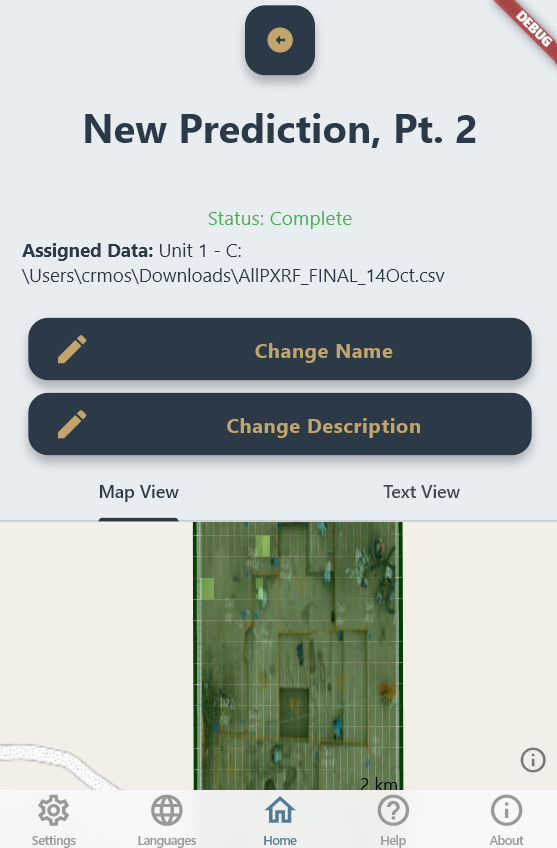 DEBUG
New Prediction, Pt. 2
Status: Complete
Assigned Data: Unit 1 - C:
\Users\crmos\Downloads\AllPXRF_FINAL_14Oct.csv
Change Name
Change Description
Map View
Text View
2 km
Settings
Languages
Home
Help
About